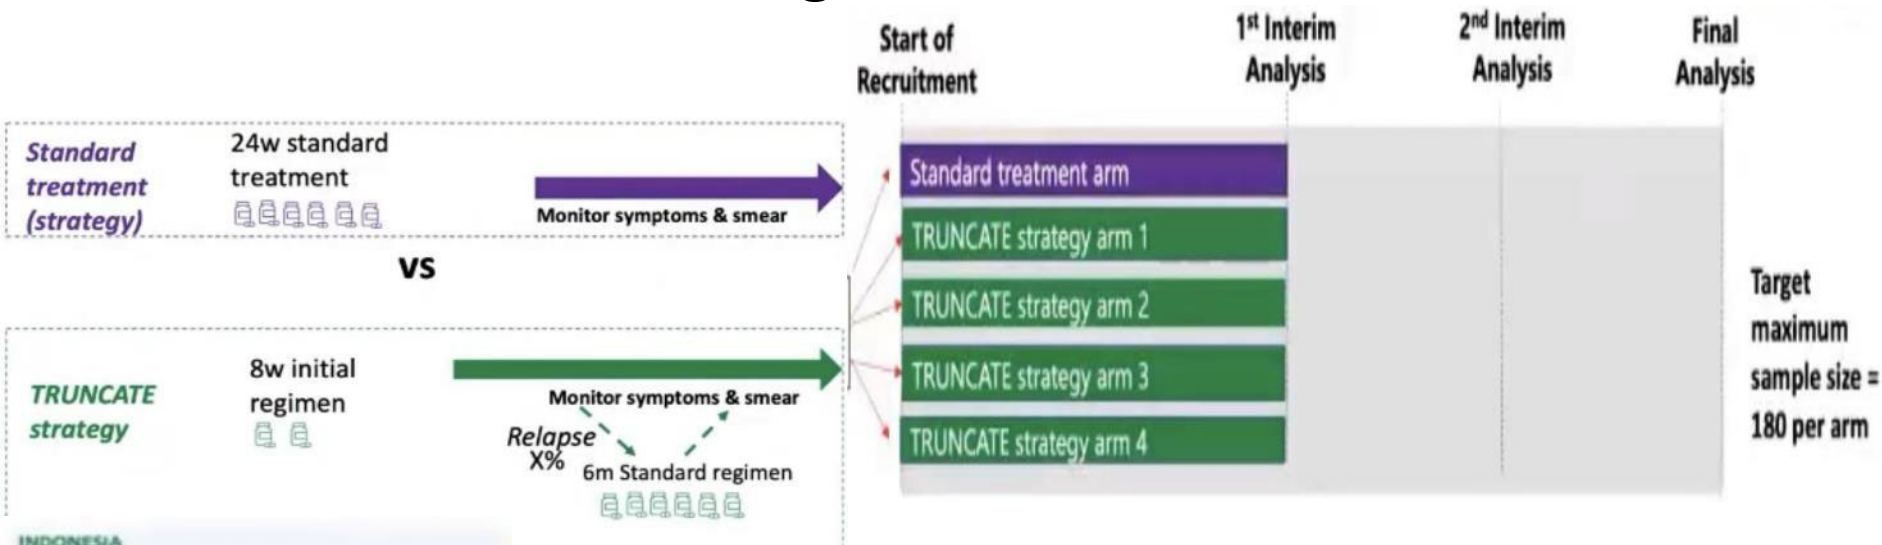 Standard
treatment
(strategy)
24w standard
treatment
Monitor symptoms & smear
vs
TRUNCATE
strategy
8w initial
regimen
Monitor symptoms & smear
Relapse
X%
6m Standard regimen
INDONESIA
Start of
Recruitment
1st Interim
Analysis
2nd Interim
Analysis
Final
Analysis
Standard treatment arm
TRUNCATE strategy arm 1
TRUNCATE strategy arm 2
TRUNCATE strategy arm 3
TRUNCATE strategy arm 4
Target
maximum
sample size =
180 per arm